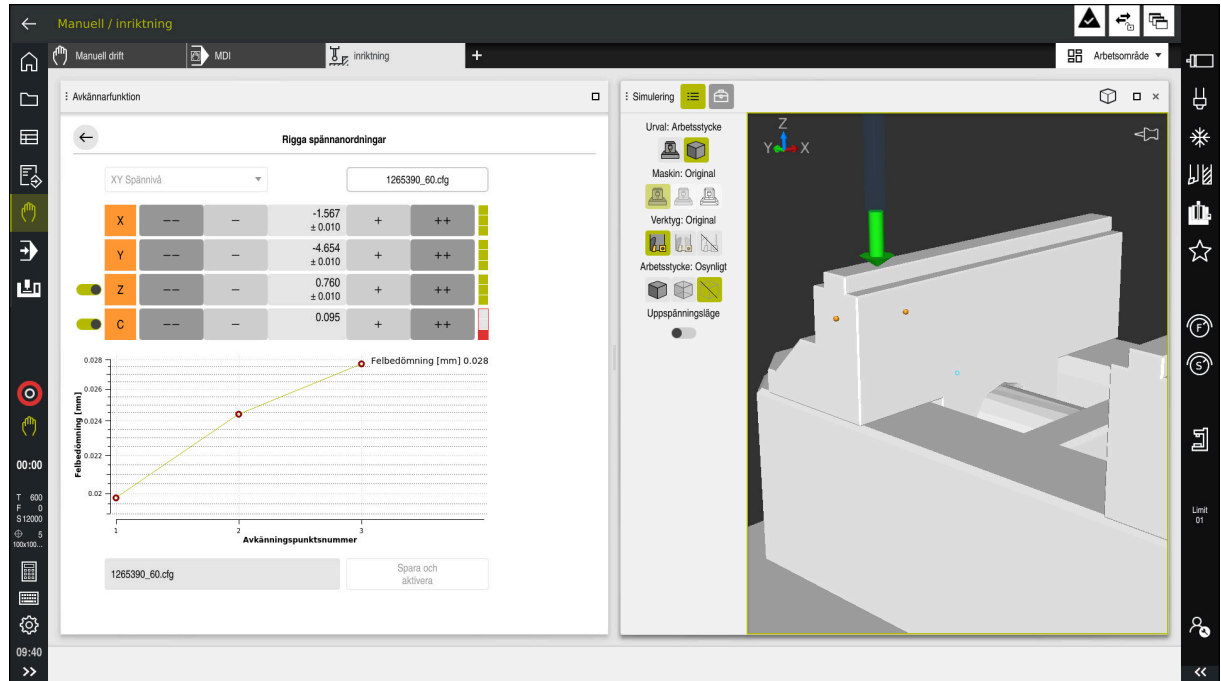 Manuell / inriktning
Manuell drift
MDI
inriktning
+
Arbetsområde
Avkännarfunktion
Rigga spännanordningar
XY Spännivå
1265390_60.cfg
X -- - -1.567 ± 0.010 + ++
Y -- - -4.654 ± 0.010 + ++
Z -- - 0.760 ± 0.010 + ++
C -- - 0.095 + ++
Felbedömning [mm] 0.028
Felbedömning [mm]
0.028
0.026
0.024
0.022
0.02
1 2 3
Avkänningspunktsnummer
1265390_60.cfg
Spara och
aktivera
Simulering
Urval: Arbetsstycke
Maskin: Original
Verktyg: Original
Arbetsstycke: Osynligt
Uppspänningsläge
Z
Y X
00:00
T 600
F 0
S 12000
5
100x100...
09:40
>>
F
S
Limit
01
<<